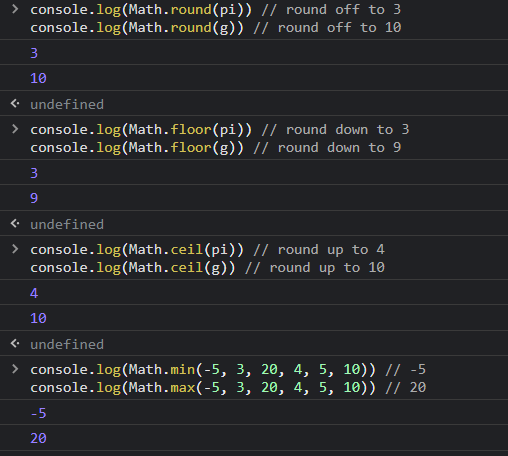 console.log(Math.round(pi)) // round off to 3
console.log(Math.round(g)) // round off to 10
3
10
undefined
console.log(Math.floor(pi)) // round down to 3
console.log(Math.floor(g)) // round down to 9
3
9
undefined
console.log(Math.ceil(pi)) // round up to 4
console.log(Math.ceil(g)) // round up to 10
4
10
undefined
console.log(Math.min(-5, 3, 20, 4, 5, 10)) // -5
console.log(Math.max(-5, 3, 20, 4, 5, 10)) // 20
-5
20